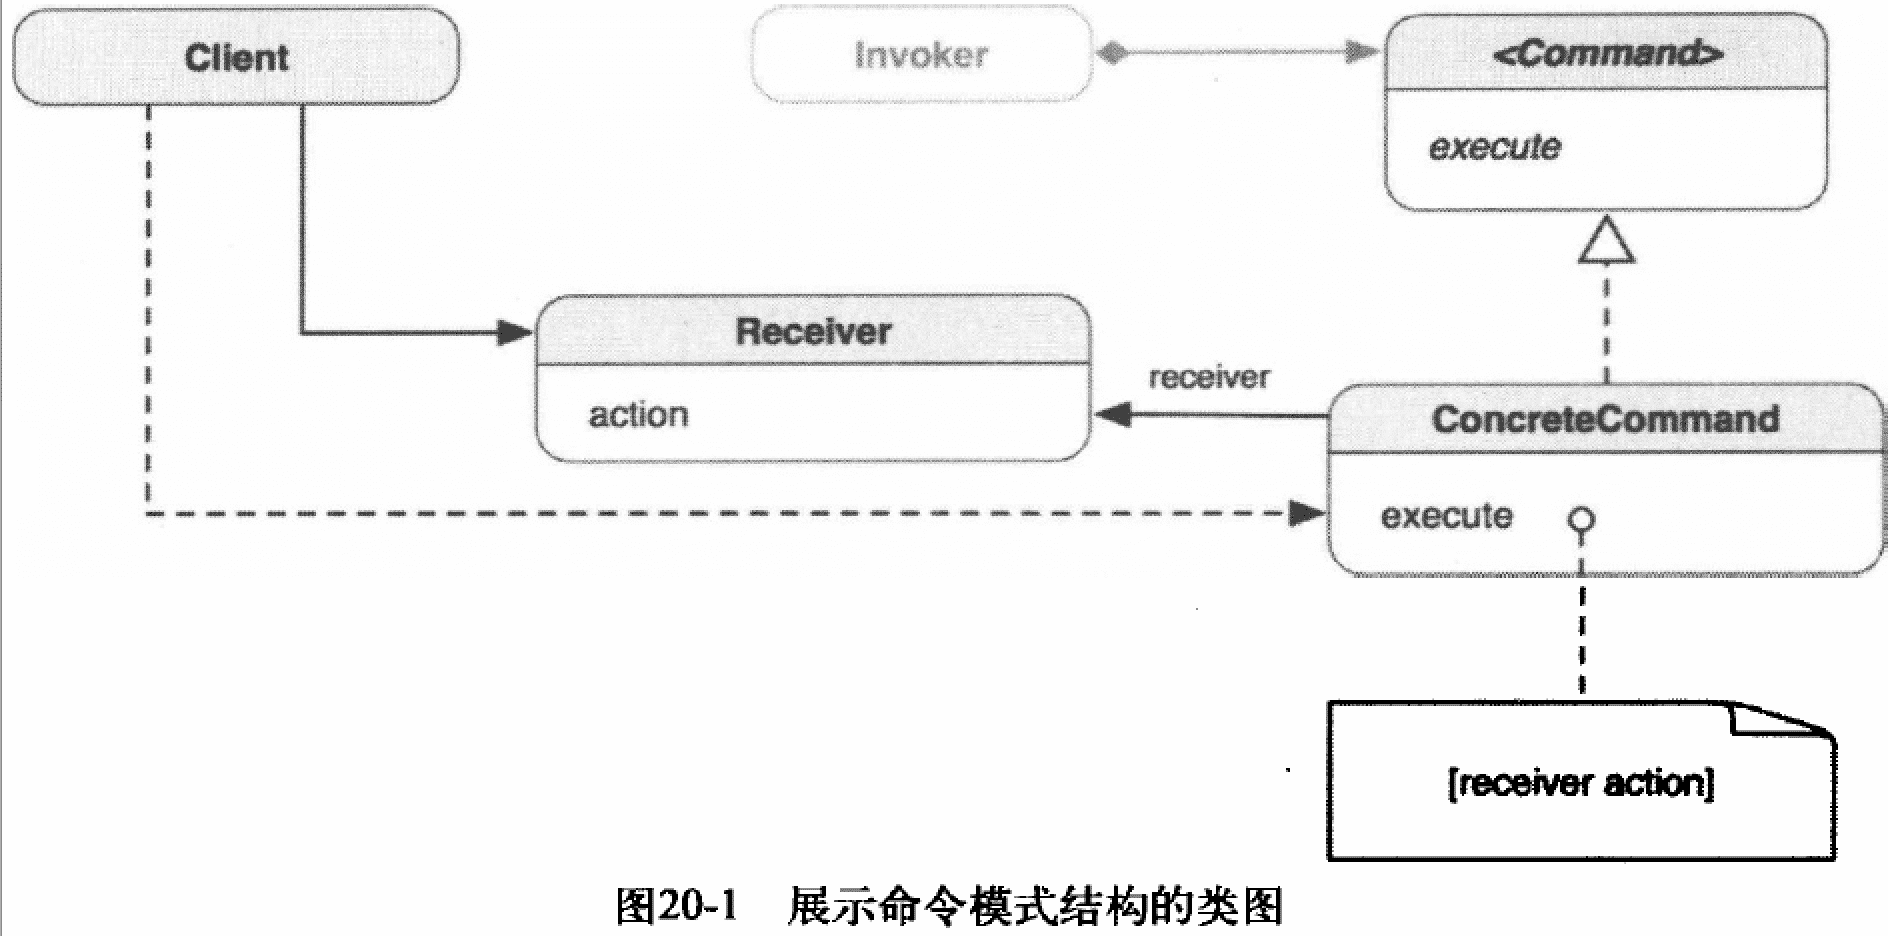 Client
Invoker
<Command>
execute
Receiver
action
receiver
ConcreteCommand
execute
[receiver action]
图20-1 展示命令模式结构的类图